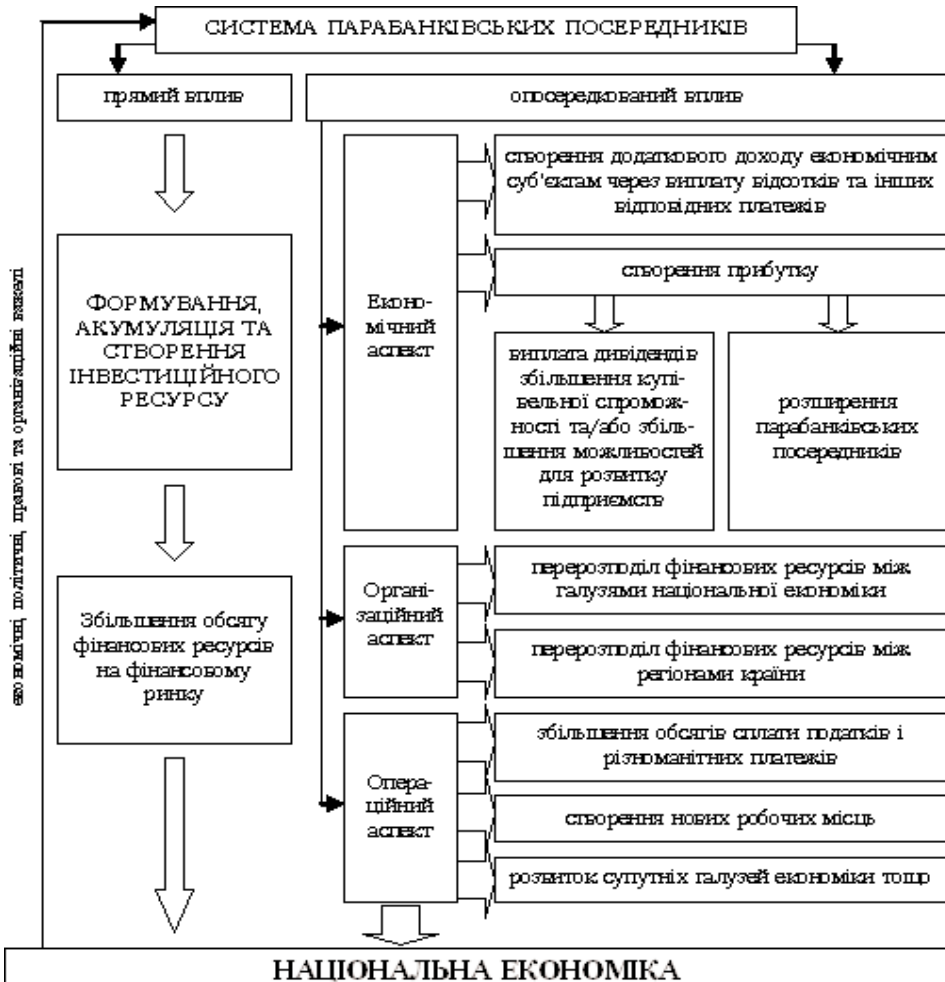 СИСТЕМА ПАРАБАНКІВСЬКИХ ПОСЕРЕДНИКІВ
прямий вплив
опосередкований вплив
ФОРМУВАННЯ,
АКУМУЛЯЦІЯ ТА
СТВОРЕННЯ
ІНВЕСТИЦІЙНОГО
РЕСУРСУ
Збільшення обсягу
фінансових ресурсів
на фінансовому
ринку
Еконо-
мічний
аспект
створення додаткового доходу економічним
суб’єктам через виплату відсотків та інших
відповідних платежів
створення прибутку
виплата дивідендів
збільшення купі-
вельної спромож-
ності та/або збіль-
шення можливостей
для розвитку
підприємств
розширення
парабанківських
посередників
Органі-
заційний
аспект
перерозподіл фінансових ресурсів між
галузями національної економіки
перерозподіл фінансових ресурсів між
регіонами країни
Опера-
ційний
аспект
збільшення обсягів сплати податків і
різноманітних платежів
створення нових робочих місць
розвиток супутніх галузей економіки тощо
економічні, політичні, правові та організаційні важелі
НАЦІОНАЛЬНА ЕКОНОМІКА